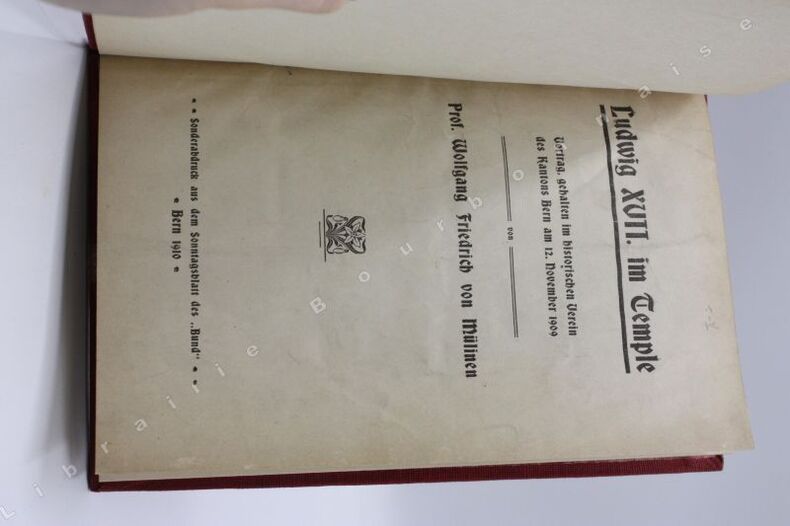 Ludwig XVII. im Temple
Vortrag, gehalten im historischen Verein
des Kantons Bern am 12. November 1909
von
Prof. Wolfgang Friedrich von Mülinen
* * Sonderabdruck aus dem Sonntagsblatt des „Bund“ * *
* Bern 1910 *
Librairie Bourbonnaise